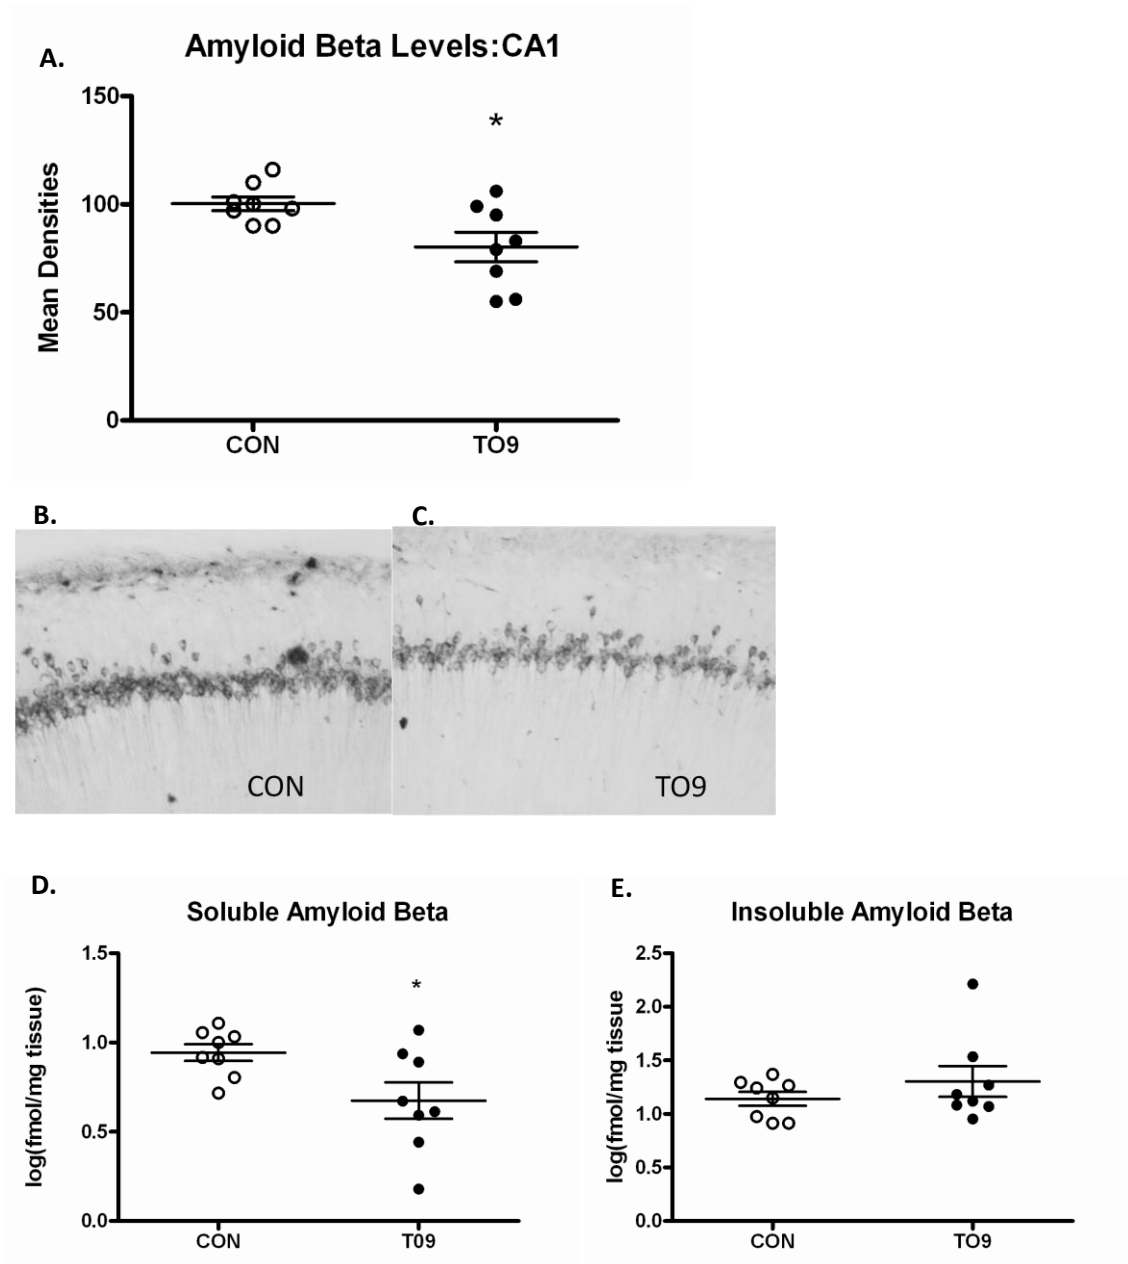 A.
Amyloid Beta Levels:CA1
150
*
100
50
0
Mean Densities
CON
TO9
B.
C.
CON
TO9
D.
Soluble Amyloid Beta
1.5
*
1.0
0.5
0.0
log(fmol/mg tissue)
CON
T09
E.
Insoluble Amyloid Beta
2.5
2.0
1.5
1.0
0.5
0.0
log(fmol/mg tissue
CON
TO9